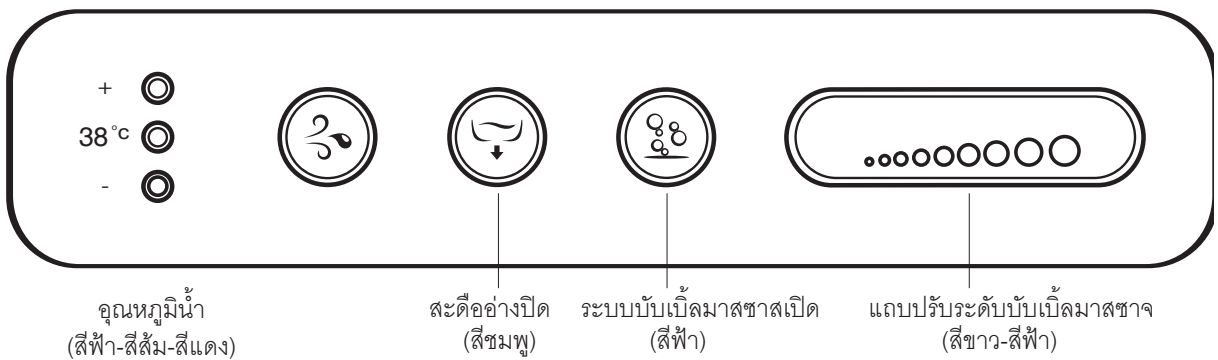 +
38°C
-
อุณหภูมิน้ำ
(สีฟ้า-สีส้ม-สีแดง)
สะดืออ่างปิด
(สีชมพู)
ระบบบับเบิ้ลมาสซาสเปิด
(สีฟ้า)
แถบปรับระดับบับเบิ้ลมาสซาจ
(สีขาว-สีฟ้า)